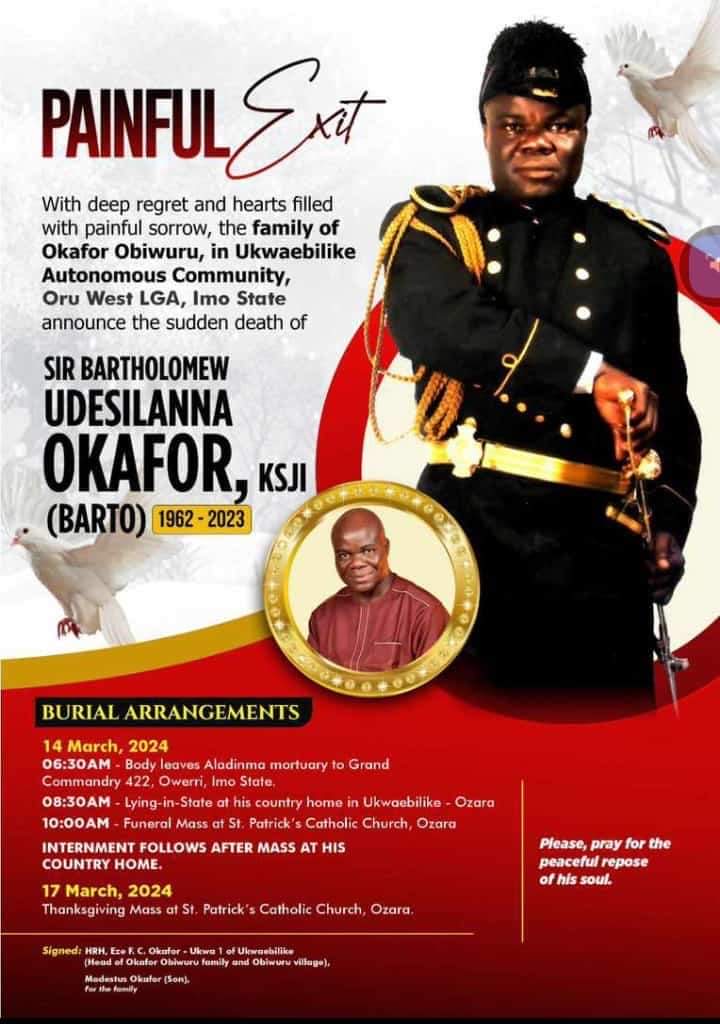 PAINFUL Exit
With deep regret and hearts filled
with painful sorrow, the family of
Okafor Obiwuru, in Ukwaebilike
Autonomous Community,
Oru West LGA, Imo State
announce the sudden death of
SIR BARTHOLOMEW
UDESILANNA
OKAFOR, KSJI
(BARTO) 1962 - 2023
BURIAL ARRANGEMENTS
14 March, 2024
06:30AM - Body leaves Aladinma mortuary to Grand
Commandry 422, Owerri, Imo State.
08:30AM - Lying-in-State at his country home in Ukwaebilike - Ozara
10:00AM - Funeral Mass at St. Patrick's Catholic Church, Ozara
INTERNMENT FOLLOWS AFTER MASS AT HIS
COUNTRY HOME.
17 March, 2024
Thanksgiving Mass at St. Patrick's Catholic Church, Ozara.
Please, pray for the
peaceful repose
of his soul.
Signed: HRH, Eze F. C. Okafor - Ukwa 1 of Ukwaebilike
(Head of Okafor Obiwuru family and Obiwuru village),
Modestus Okafor (Son),
For the family